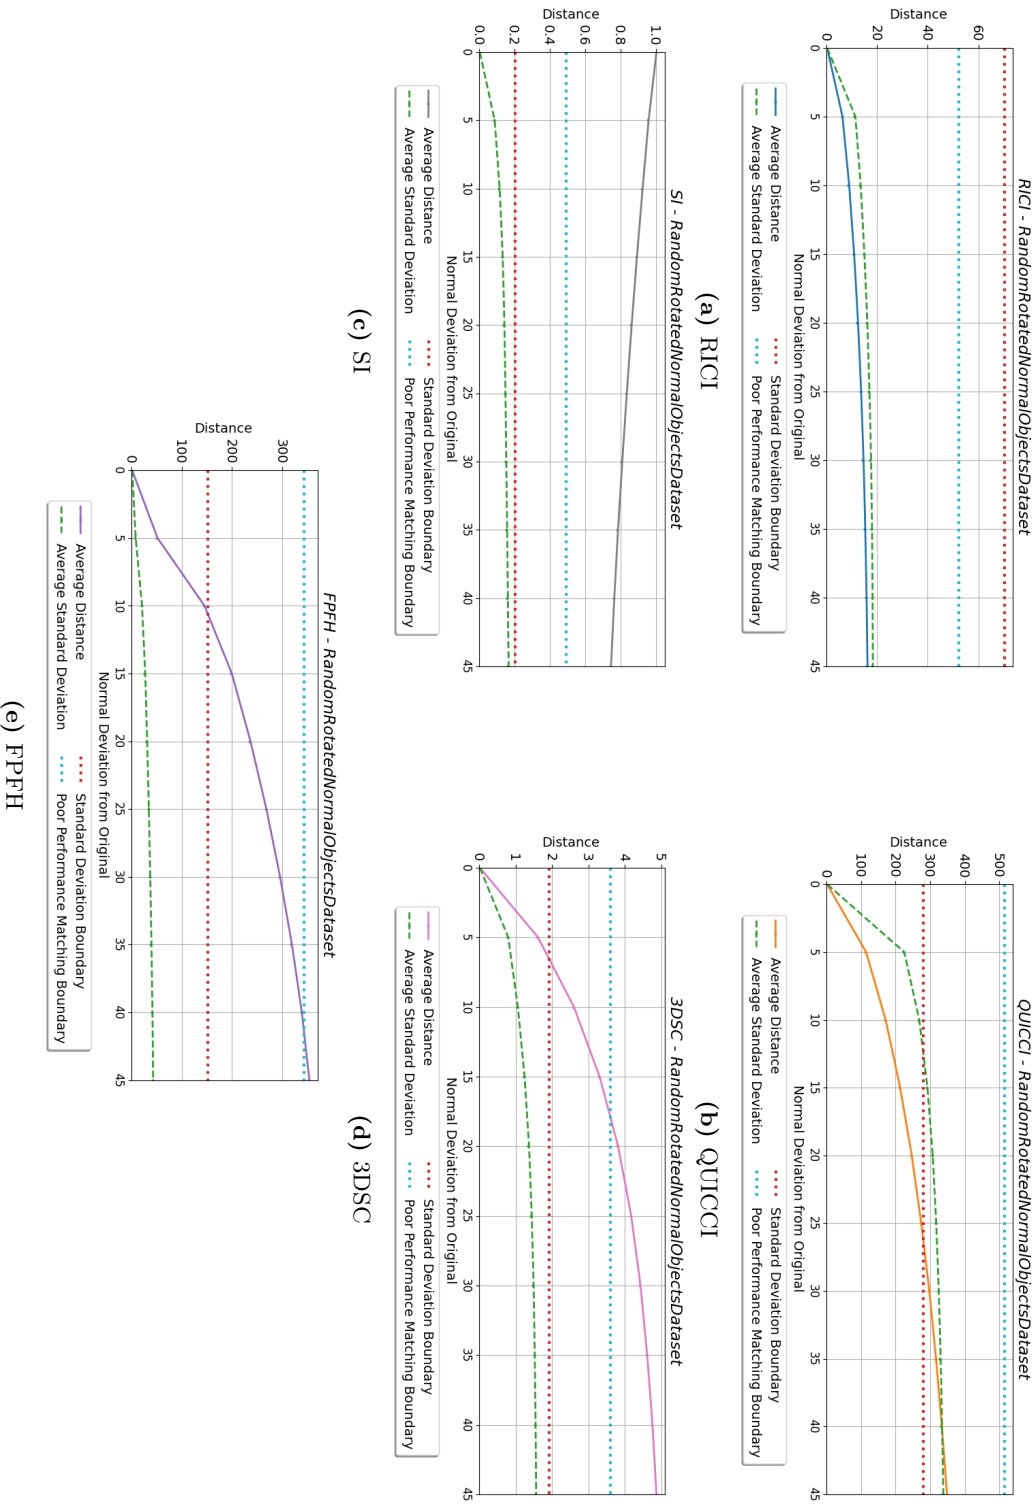 RICI - RandomRotatedNormalObjectsDataset
Distance
0 20 40 60
0 5 10 15 20 25 30 35 40 45
Normal Deviation from Original
Average Distance
Average Standard Deviation
Standard Deviation Boundary
Poor Performance Matching Boundary
(a) RICI
QUICCI - RandomRotatedNormalObjectsDataset
Distance
0 100 200 300 400 500
0 5 10 15 20 25 30 35 40 45
Normal Deviation from Original
Average Distance
Average Standard Deviation
Standard Deviation Boundary
Poor Performance Matching Boundary
(b) QUICCI
SI - RandomRotatedNormalObjectsDataset
Distance
0.0 0.2 0.4 0.6 0.8 1.0
0 5 10 15 20 25 30 35 40 45
Normal Deviation from Original
Average Distance
Average Standard Deviation
Standard Deviation Boundary
Poor Performance Matching Boundary
(c) SI
3DSC - RandomRotatedNormalObjectsDataset
Distance
0 1 2 3 4 5
0 5 10 15 20 25 30 35 40 45
Normal Deviation from Original
Average Distance
Average Standard Deviation
Standard Deviation Boundary
Poor Performance Matching Boundary
(d) 3DSC
FPFH - RandomRotatedNormalObjectsDataset
Distance
0 100 200 300
0 5 10 15 20 25 30 35 40 45
Normal Deviation from Original
Average Distance
Average Standard Deviation
Standard Deviation Boundary
Poor Performance Matching Boundary
(e) FPFH